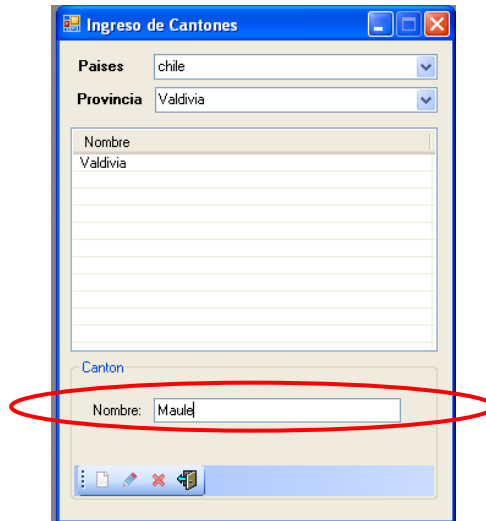 Ingreso de Cantones
Paises chile
Provincia Valdivia
Nombre
Valdivia
Canton
Nombre: Maule